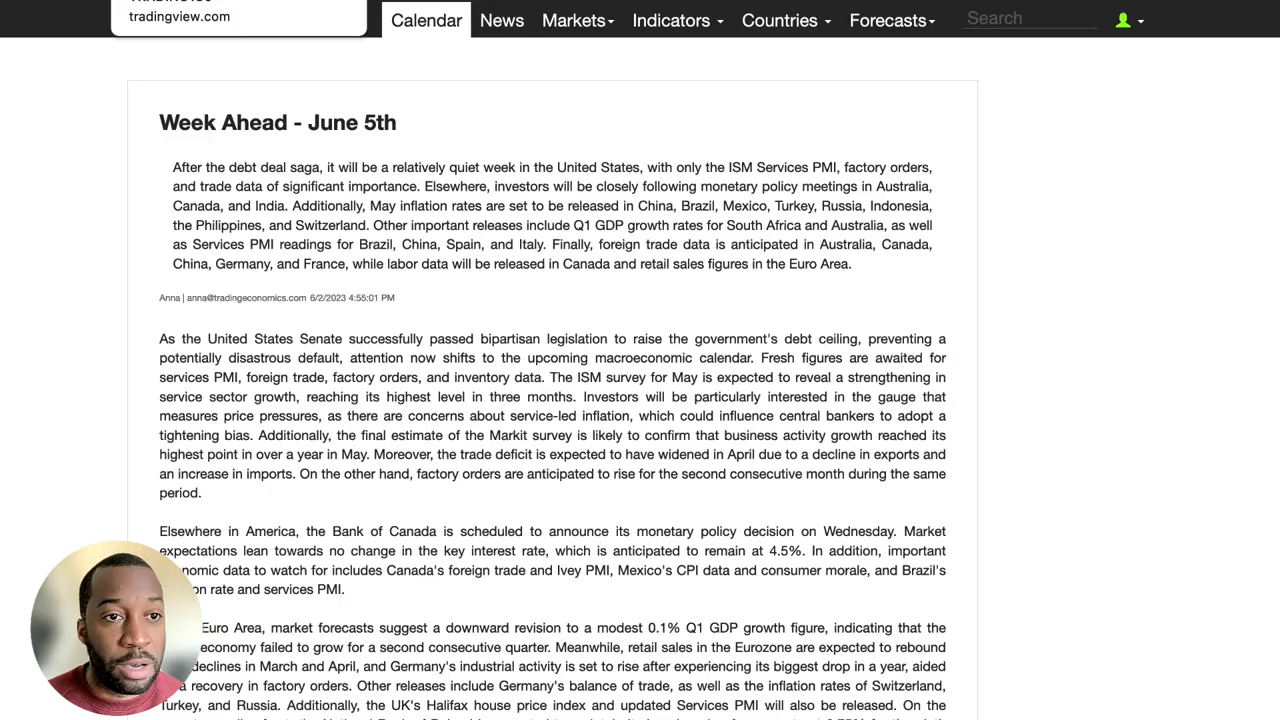 tradingview.com
Calendar News Markets Indicators Countries Forecasts Search
Week Ahead - June 5th
After the debt deal saga, it will be a relatively quiet week in the United States, with only the ISM Services PMI, factory orders,
and trade data of significant importance. Elsewhere, investors will be closely following monetary policy meetings in Australia,
Canada, and India. Additionally, May inflation rates are set to be released in China, Brazil, Mexico, Turkey, Russia, Indonesia,
the Philippines, and Switzerland. Other important releases include Q1 GDP growth rates for South Africa and Australia, as well
as Services PMI readings for Brazil, China, Spain, and Italy. Finally, foreign trade data is anticipated in Australia, Canada,
China, Germany, and France, while labor data will be released in Canada and retail sales figures in the Euro Area.
Anna | anna@tradingeconomics.com 6/2/2023 4:55:01 PM
As the United States Senate successfully passed bipartisan legislation to raise the government's debt ceiling, preventing a
potentially disastrous default, attention now shifts to the upcoming macroeconomic calendar. Fresh figures are awaited for
services PMI, foreign trade, factory orders, and inventory data. The ISM survey for May is expected to reveal a strengthening in
service sector growth, reaching its highest level in three months. Investors will be particularly interested in the gauge that
measures price pressures, as there are concerns about service-led inflation, which could influence central bankers to adopt a
tightening bias. Additionally, the final estimate of the Markit survey is likely to confirm that business activity growth reached its
highest point in over a year in May. Moreover, the trade deficit is expected to have widened in April due to a decline in exports and
an increase in imports. On the other hand, factory orders are anticipated to rise for the second consecutive month during the same
period.
Elsewhere in America, the Bank of Canada is scheduled to announce its monetary policy decision on Wednesday. Market
expectations lean towards no change in the key interest rate, which is anticipated to remain at 4.5%. In addition, important
onomic data to watch for includes Canada's foreign trade and Ivey PMI, Mexico's CPI data and consumer morale, and Brazil's
on rate and services PMI.
Euro Area, market forecasts suggest a downward revision to a modest 0.1% Q1 GDP growth figure, indicating that the
economy failed to grow for a second consecutive quarter. Meanwhile, retail sales in the Eurozone are expected to rebound
declines in March and April, and Germany's industrial activity is set to rise after experiencing its biggest drop in a year, aided
a recovery in factory orders. Other releases include Germany's balance of trade, as well as the inflation rates of Switzerland,
Turkey, and Russia. Additionally, the UK's Halifax house price index and updated Services PMI will also be released. On the